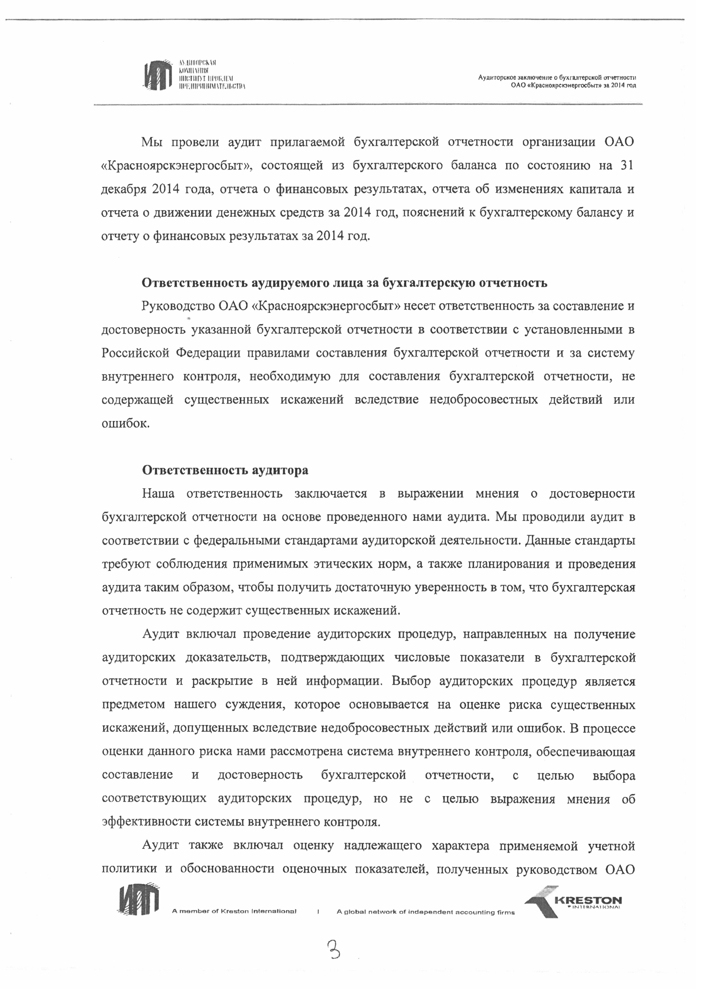 АУДИТОРСКАЯ
КОМПАНИЯ
ИНСТИТУТ ПРОБЛЕМ
ПРЕДПРИНИМАТЕЛЬСТВА
Аудиторское заключение о бухгалтерской отчетности
ОАО «Красноярскэнергосбыт» за 2014 год
Мы провели аудит прилагаемой бухгалтерской отчетности организации ОАО
«Красноярскэнергосбыт», состоящей из бухгалтерского баланса по состоянию на 31
декабря 2014 года, отчета о финансовых результатах, отчета об изменениях капитала и
отчета о движении денежных средств за 2014 год, пояснений к бухгалтерскому балансу и
отчету о финансовых результатах за 2014 год.
Ответственность аудируемого лица за бухгалтерскую отчетность
Руководство ОАО «Красноярскэнергосбыт» несет ответственность за составление и
достоверность указанной бухгалтерской отчетности в соответствии с установленными в
Российской Федерации правилами составления бухгалтерской отчетности и за систему
внутреннего контроля, необходимую для составления бухгалтерской отчетности, не
содержащей существенных искажений вследствие недобросовестных действий или
ошибок.
Ответственность аудитора
Наша ответственность заключается в выражении мнения о достоверности
бухгалтерской отчетности на основе проведенного нами аудита. Мы проводили аудит в
соответствии с федеральными стандартами аудиторской деятельности. Данные стандарты
требуют соблюдения применимых этических норм, а также планирования и проведения
аудита таким образом, чтобы получить достаточную уверенность в том, что бухгалтерская
отчетность не содержит существенных искажений.
Аудит включал проведение аудиторских процедур, направленных на получение
аудиторских доказательств, подтверждающих числовые показатели в бухгалтерской
отчетности и раскрытие в ней информации. Выбор аудиторских процедур является
предметом нашего суждения, которое основывается на оценке риска существенных
искажений, допущенных вследствие недобросовестных действий или ошибок. В процессе
оценки данного риска нами рассмотрена система внутреннего контроля, обеспечивающая
составление и достоверность бухгалтерской отчетности, с целью выбора
соответствующих аудиторских процедур, но не с целью выражения мнения об
эффективности системы внутреннего контроля.
Аудит также включал оценку надлежащего характера применяемой учетной
политики и обоснованности оценочных показателей, полученных руководством ОАО
ИПП
A member of Kreston International | A global network of independent accounting firms
KRESTON
INTERNATIONAL
3